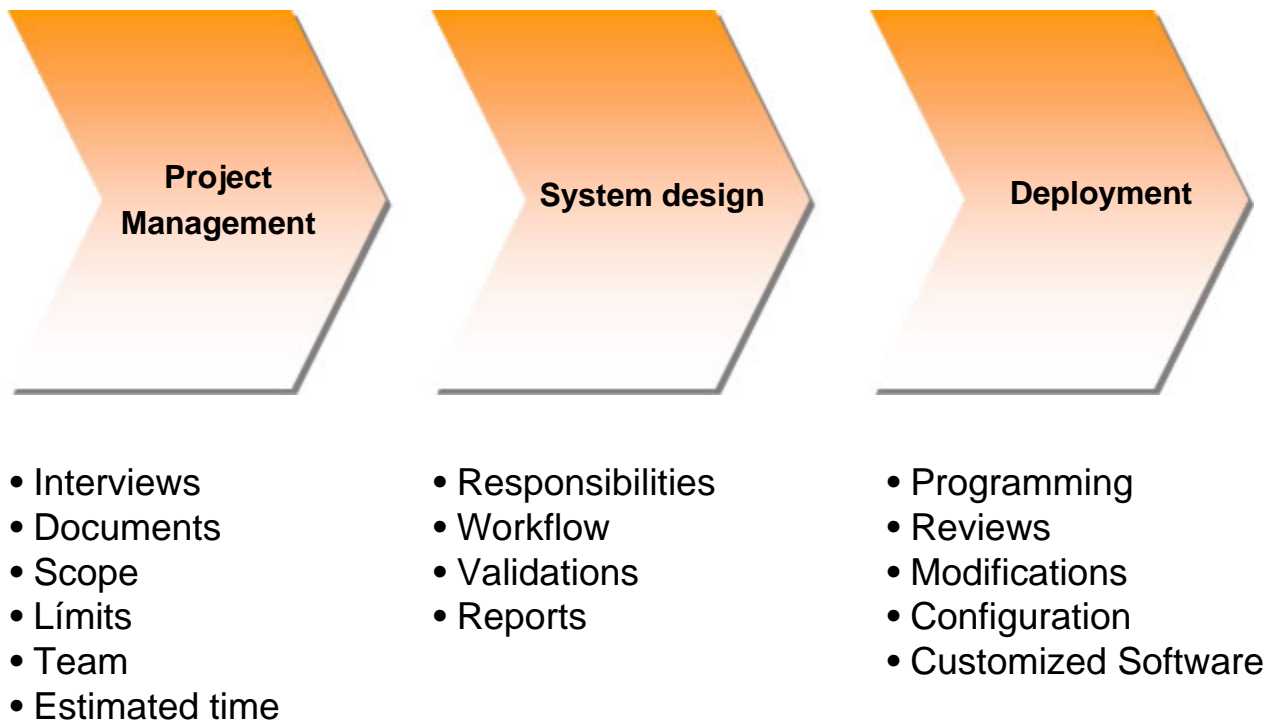 Project
Management
System design
Deployment
• Interviews
• Documents
• Scope
• Límits
• Team
• Estimated time
• Responsibilities
• Workflow
• Validations
• Reports
• Programming
• Reviews
• Modifications
• Configuration
• Customized Software